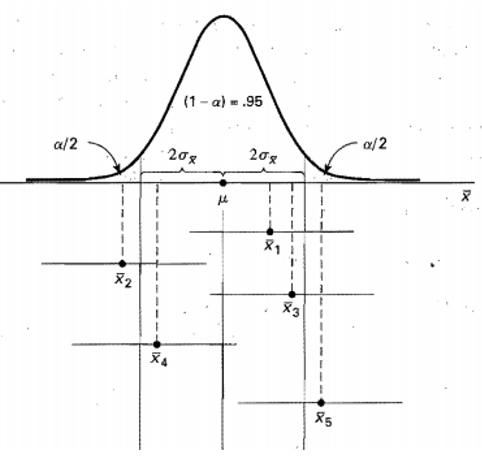 (1 − α) = .95
α/2 α/2
2σx̅ 2σx̅
μ x̅
x̅1
x̅2
x̅3
x̅4
x̅5